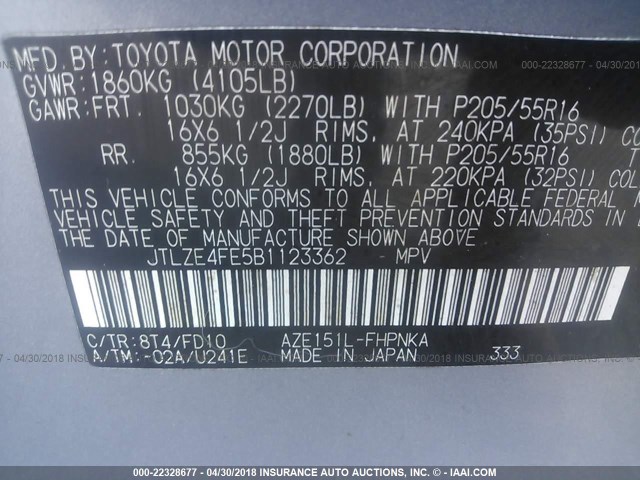 MFD. BY: TOYOTA MOTOR CORPORATION
GVWR: 1860KG (4105LB)
GAWR: FRT. 1030KG (2270LB) WITH P205/55R16
16X6 1/2J RIMS, AT 240KPA (35PSI) CO
RR. 855KG (1880LB) WITH P205/55R16 T
16X6 1/2J RIMS, AT 220KPA (32PSI) COL
THIS VEHICLE CONFORMS TO ALL APPLICABLE FEDERAL
VEHICLE SAFETY AND THEFT PREVENTION STANDARDS IN
THE DATE OF MANUFACTURE SHOWN ABOVE.
JTLZE4FE5B1123362 MPV
C/TR: 8T4/FD10 AZE151L-FHPNKA
A/TM: -02A/U241E MADE IN JAPAN 333
000-22328677 - 04/30/2018 INSURANCE AUTO AUCTIONS INC. - © - IAAI.COM